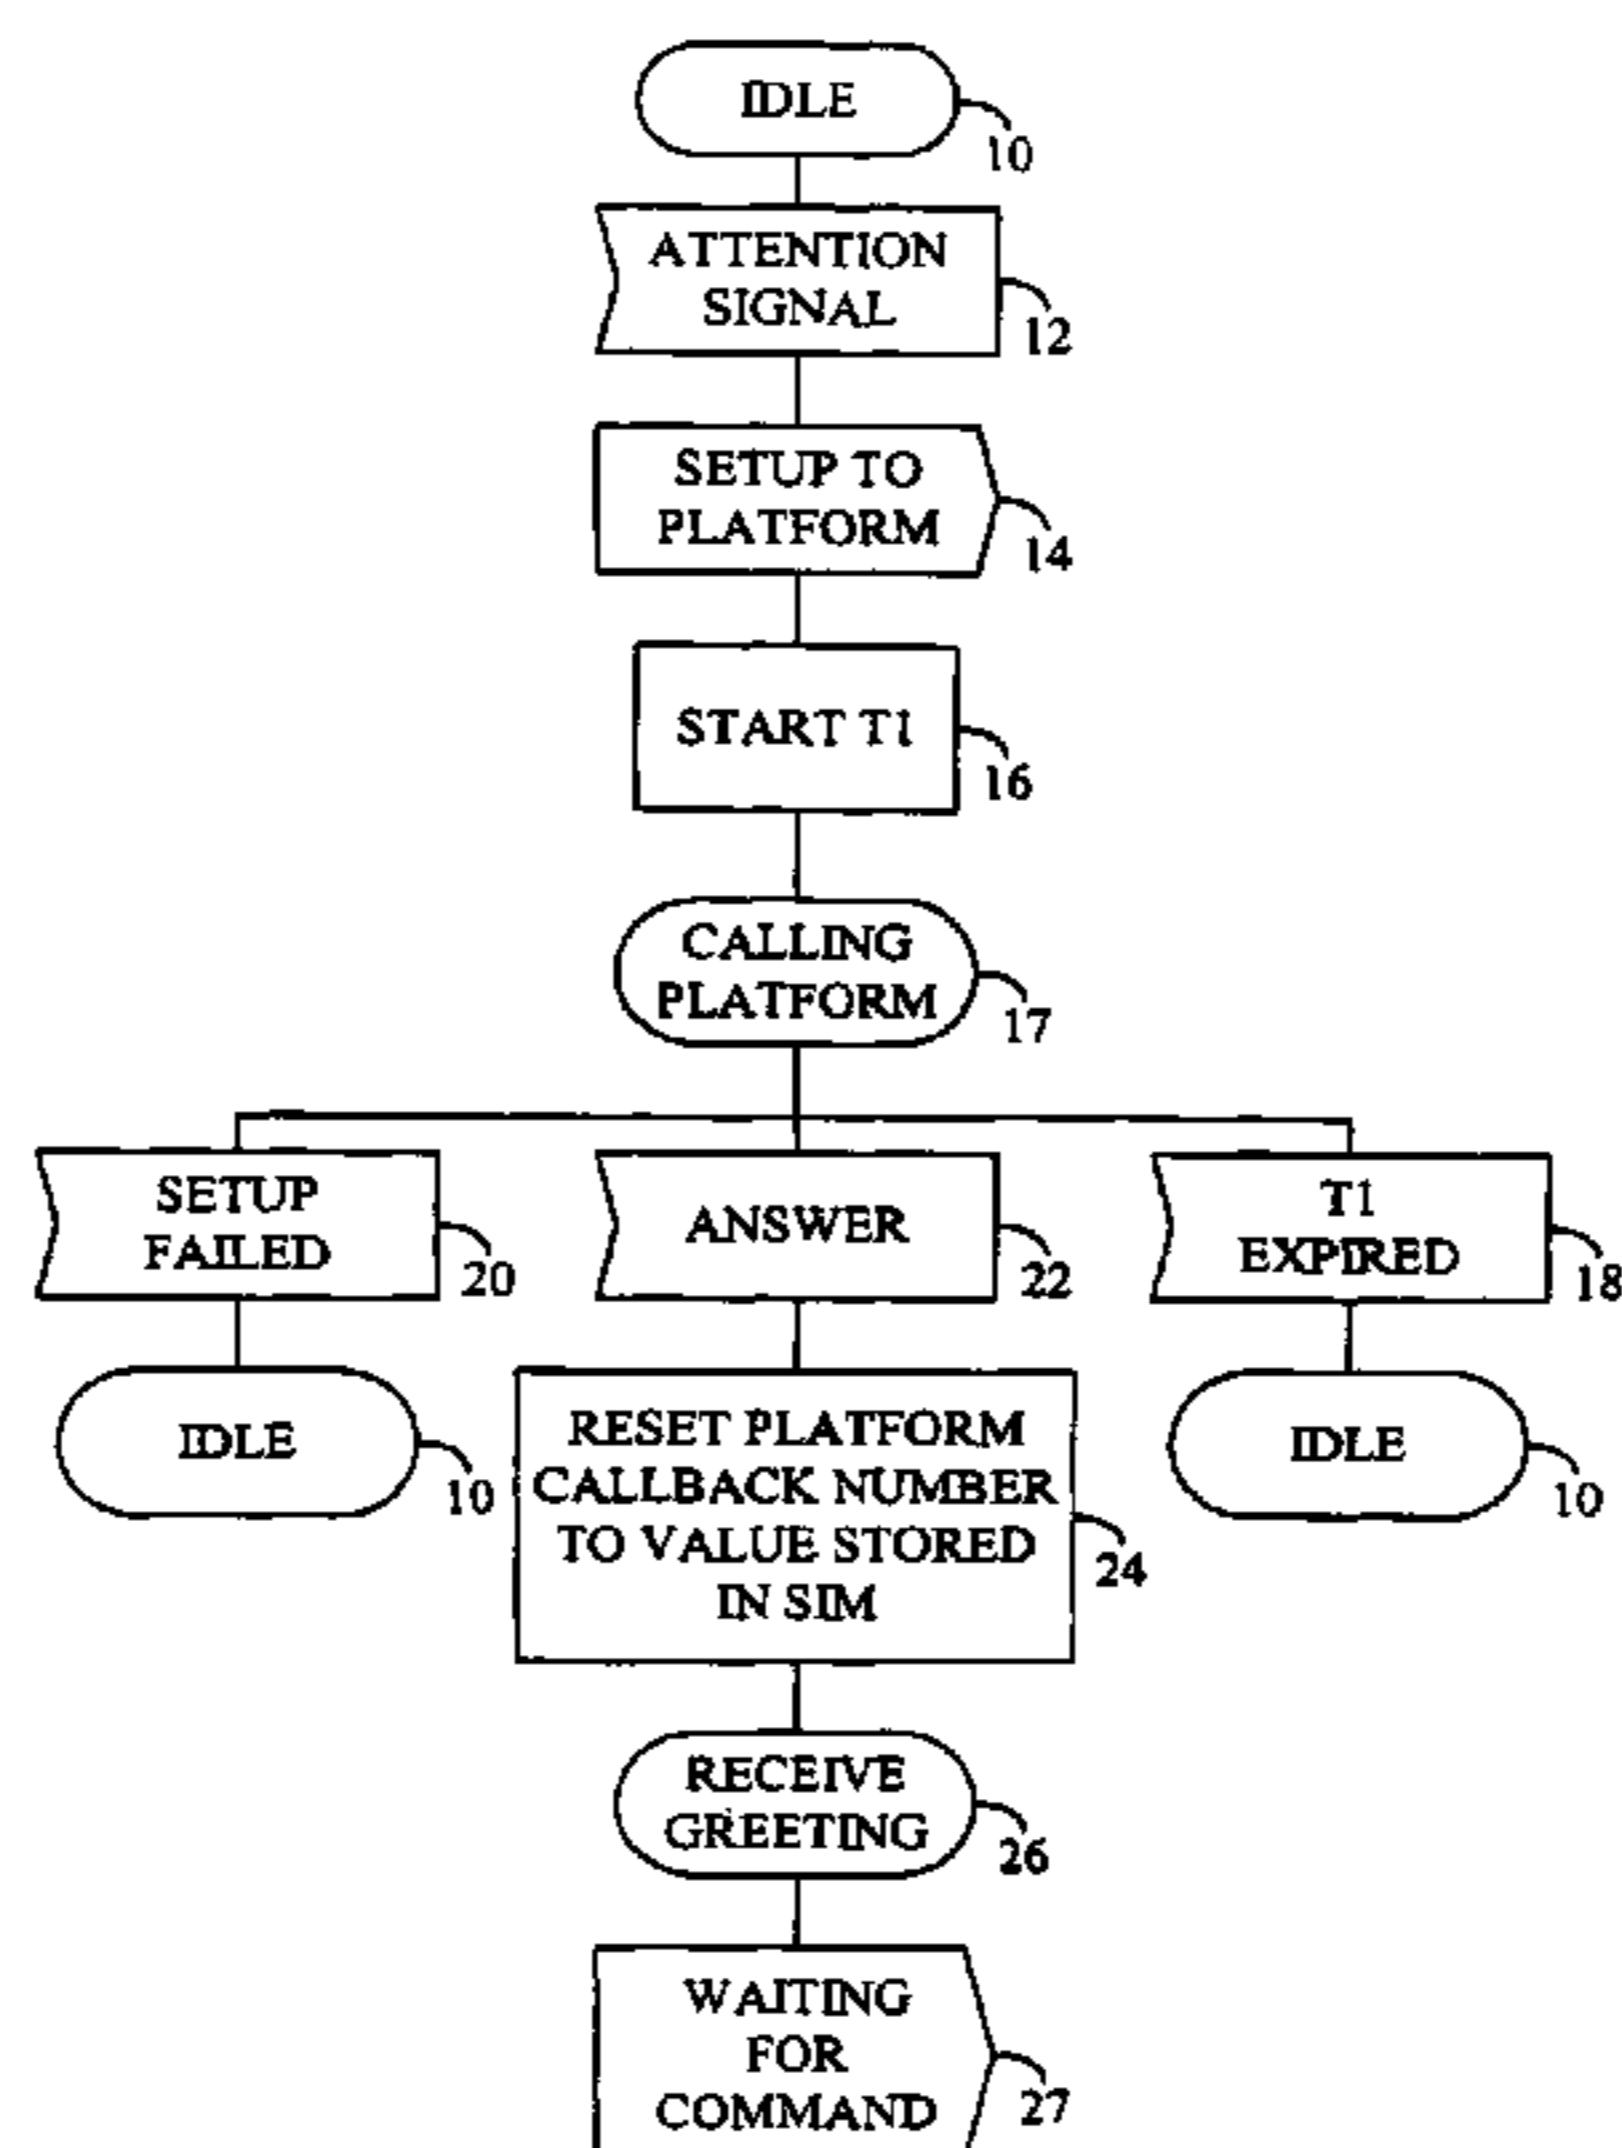 IDLE
10
ATTENTION
SIGNAL
12
SETUP TO
PLATFORM
14
START T1
16
CALLING
PLATFORM
17
SETUP
FAILED
20
ANSWER
22
T1
EXPIRED
18
IDLE
10
RESET PLATFORM
CALLBACK NUMBER
TO VALUE STORED
IN SIM
24
IDLE
10
RECEIVE
GREETING
26
WAITING
FOR
COMMAND
27